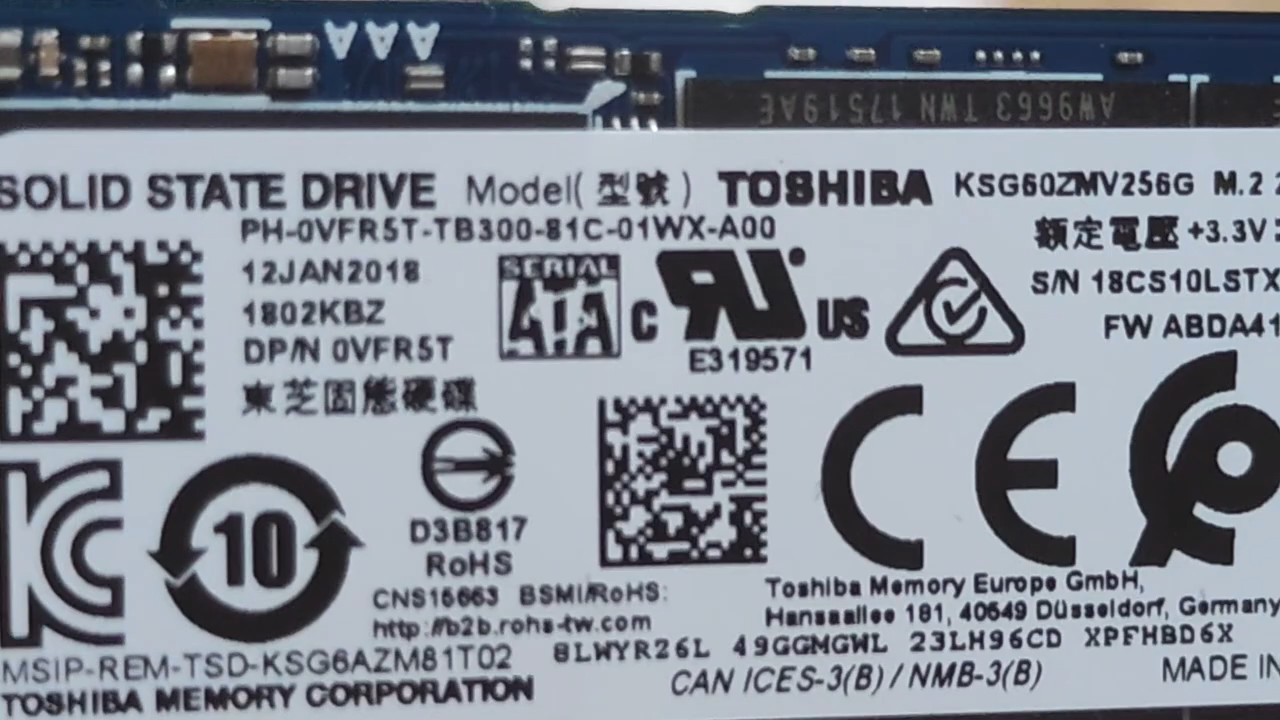 AW9663 TWN 17519AE
SOLID STATE DRIVE Model(型號) TOSHIBA KSG60ZMV256G M.2
PH-0VFR5T-TB300-81C-01WX-A00
額定電壓 +3.3V
12JAN2018
S/N 18CS10LSTX
1802KBZ
FW ABDA41
DP/N 0VFR5T
SERIAL
ATA
C RU US
E319571
東芝固態硬碟
CE
KC
10
D3B817
RoHS
CNS15663 BSMI/RoHS:
http://b2b.rohs-tw.com
Toshiba Memory Europe GmbH,
Hansaallee 181, 40549 Düsseldorf, Germany
MSIP-REM-TSD-KSG6AZM81T02
8LWYR26L 49GGMGWL 23LH96CD XPFHBD6X
TOSHIBA MEMORY CORPORATION
CAN ICES-3(B) / NMB-3(B)
MADE IN